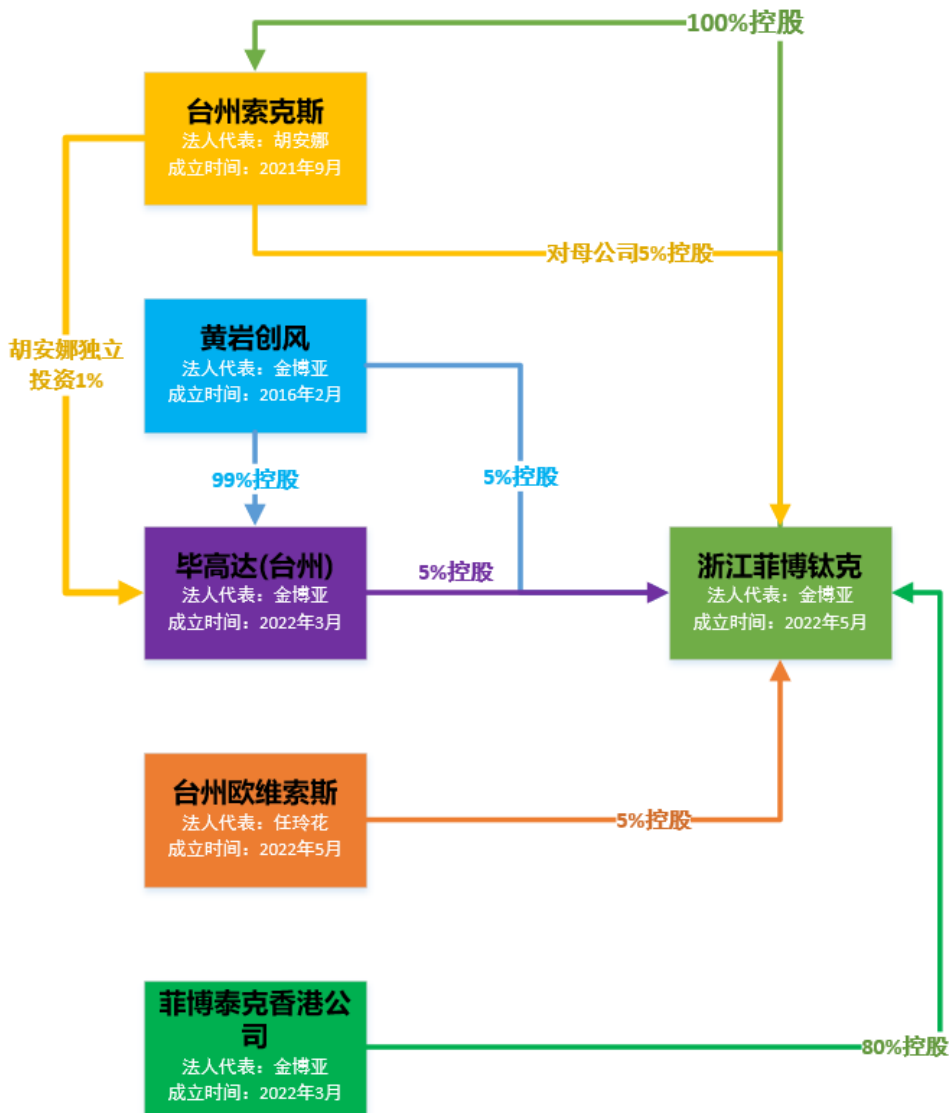 100%控股
台州索克斯
法人代表：胡安娜
成立时间：2021年9月
对母公司5%控股
胡安娜独立
投资1%
黄岩创风
法人代表：金博亚
成立时间：2016年2月
99%控股
5%控股
毕高达(台州)
法人代表：金博亚
成立时间：2022年3月
5%控股
浙江菲博钛克
法人代表：金博亚
成立时间：2022年5月
台州欧维索斯
法人代表：任玲花
成立时间：2022年5月
5%控股
菲博泰克香港公
司
法人代表：金博亚
成立时间：2022年3月
80%控股